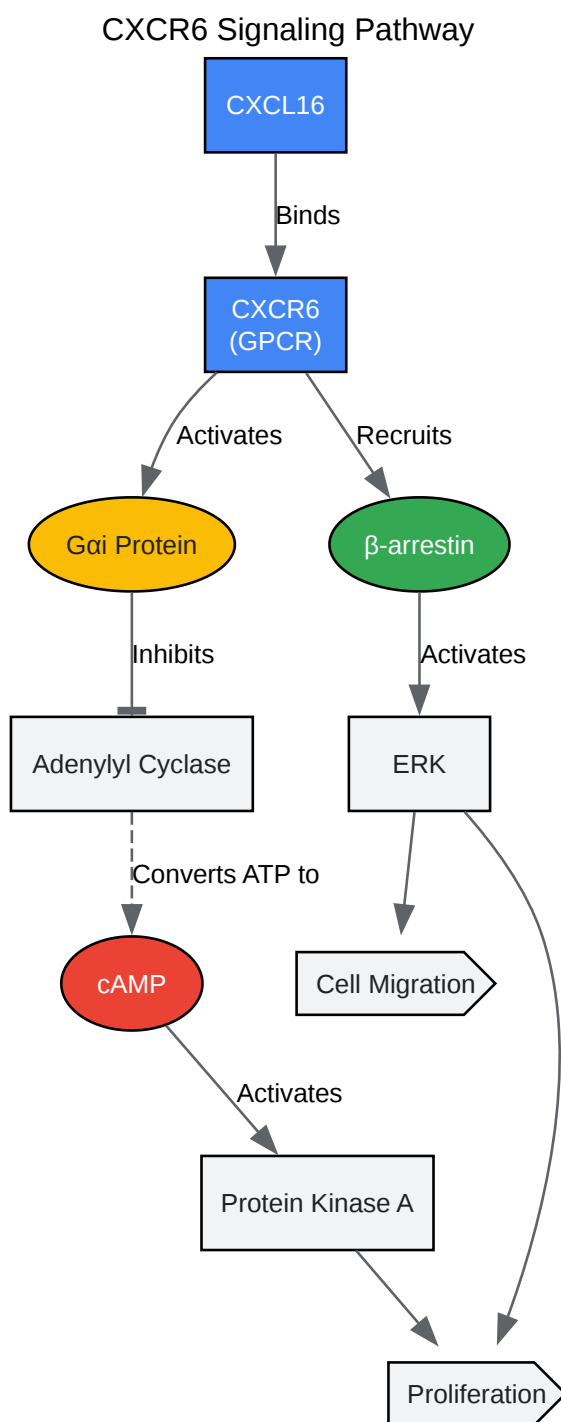 CXCR6 Signaling Pathway
CXCL16
Binds
CXCR6
(GPCR)
Activates
Recruits
Gαi Protein
β-arrestin
Inhibits
Activates
Adenylyl Cyclase
ERK
Converts ATP to
cAMP
Cell Migration
Activates
Protein Kinase A
Proliferation